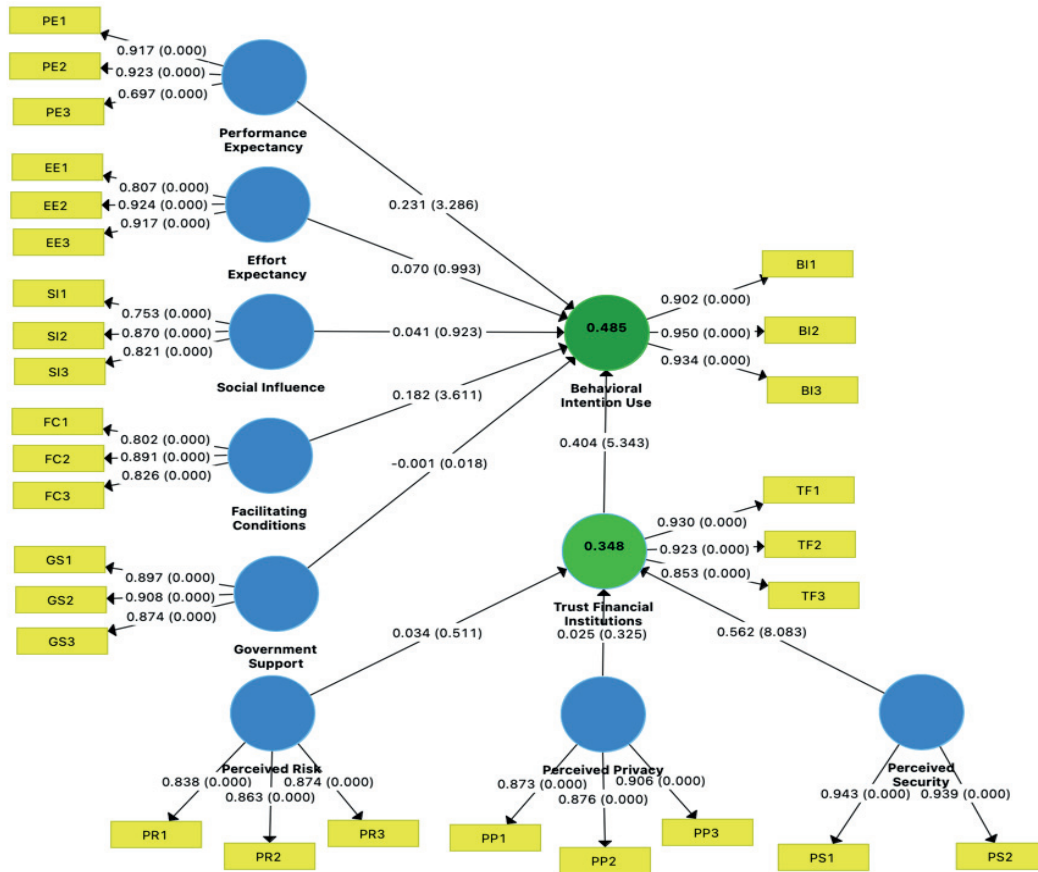 PE1
0.917 (0.000)
PE2
0.923 (0.000)
PE3
0.697 (0.000)
Performance
Expectancy
EE1
0.807 (0.000)
EE2
0.924 (0.000)
EE3
0.917 (0.000)
Effort
Expectancy
SI1
0.753 (0.000)
SI2
0.870 (0.000)
SI3
0.821 (0.000)
Social Influence
FC1
0.802 (0.000)
FC2
0.891 (0.000)
FC3
0.826 (0.000)
Facilitating
Conditions
GS1
0.897 (0.000)
GS2
0.908 (0.000)
GS3
0.874 (0.000)
Government
Support
0.231 (3.286)
0.070 (0.993)
0.041 (0.923)
0.182 (3.611)
-0.001 (0.018)
0.485
Behavioral
Intention Use
BI1
0.902 (0.000)
BI2
0.950 (0.000)
BI3
0.934 (0.000)
0.404 (5.343)
0.348
Trust Financial
Institutions
TF1
0.930 (0.000)
TF2
0.923 (0.000)
TF3
0.853 (0.000)
0.034 (0.511)
0.025 (0.325)
0.562 (8.083)
Perceived Risk
0.838 (0.000)
0.863 (0.000)
0.874 (0.000)
PR1
PR2
PR3
Perceived Privacy
0.873 (0.000)
0.876 (0.000)
0.906 (0.000)
PP1
PP2
PP3
Perceived
Security
0.943 (0.000)
0.939 (0.000)
PS1
PS2